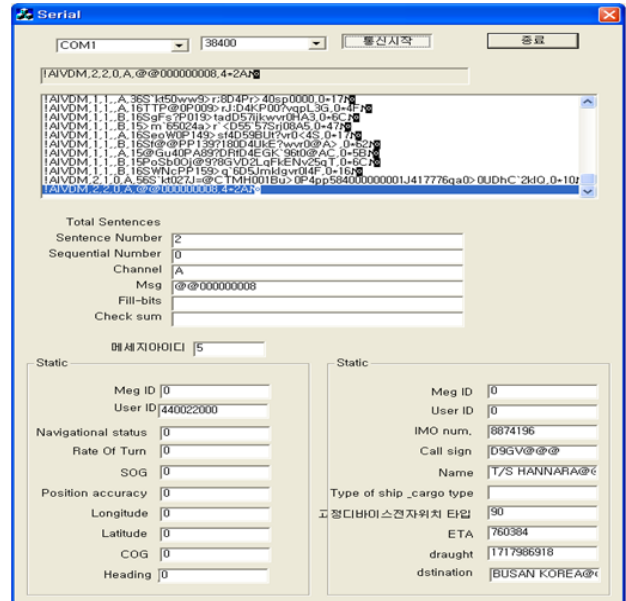 Serial
COM1 38400 통신시작 종료
!AIVDM,2,2,0,A,@@000000008,4*2A
!AIVDM,1,1,,A,36S`kt50ww9>r;8D4Pr>40sp0000,0*17
!AIVDM,1,1,,A,16TTP@0P009>rJ:D4KP00?vqpL3G,0*4F
!AIVDM,1,1,,B,16SgFs?P019>tadD57ijkwvr0HA3,0*6C
!AIVDM,1,1,,B,15>m`65024a>r`<D55`57Srj08A5,0*47
!AIVDM,1,1,,A,16SeoW0P149>sf4D59BUt?vr0<4S,0*17
!AIVDM,1,1,,B,16Sf@@PP139?180D4UkE?wvr0@A>,0*52
!AIVDM,1,1,,A,15@Gu40PA89?DRtD4EGK`96t0@AC,0*5B
!AIVDM,1,1,,B,15PoSb0Oj@9?8GVD2LqFkENv25qT,0*6C
!AIVDM,1,1,,B,16SWNcPP159>q`6D5JmkIgvr0l4F,0*16
!AIVDM,2,1,0,A,56S`kt027J=@CTMH001Bu>0P4pp584000000001J417776qa0>0UDhC`2klQ,0*10
!AIVDM,2,2,0,A,@@000000008,4*2A
Total Sentences
Sentence Number 2
Sequential Number 0
Channel A
Msg @@000000008
Fill-bits
Check sum
메세지아이디 5
Static
Meg ID 0
User ID 440022000
Navigational status 0
Rate Of Turn 0
SOG 0
Position accuracy 0
Longitude 0
Latitude 0
COG 0
Heading 0
Static
Meg ID 0
User ID 0
IMO num, 8874196
Call sign D9GV@@@
Name T/S HANNARA@
Type of ship _cargo type
고정디바이스전자위치 타입 90
ETA 760384
draught 1717986918
dstination BUSAN KOREA@